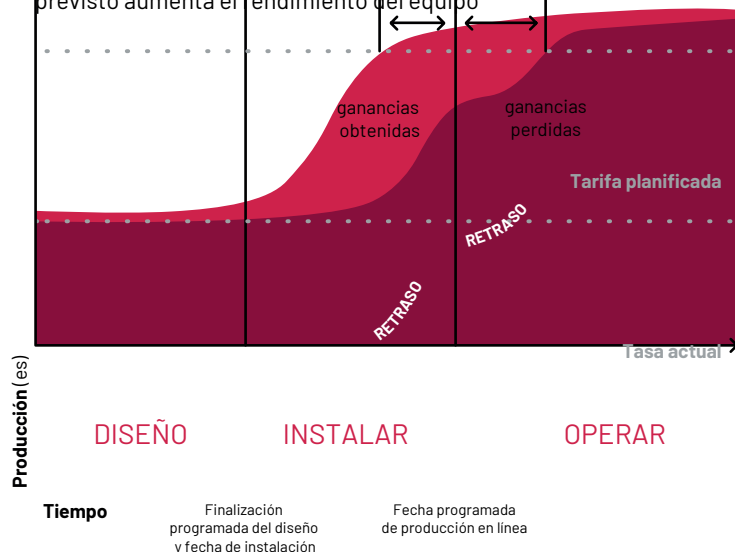 previsto aumenta el rendimiento del equipo
ganancias
obtenidas
ganancias
perdidas
Tarifa planificada
RETRASO
RETRASO
Tasa actual
Producción (es)
DISEÑO
INSTALAR
OPERAR
Tiempo
Finalización
programada del diseño
y fecha de instalación
Fecha programada
de producción en línea